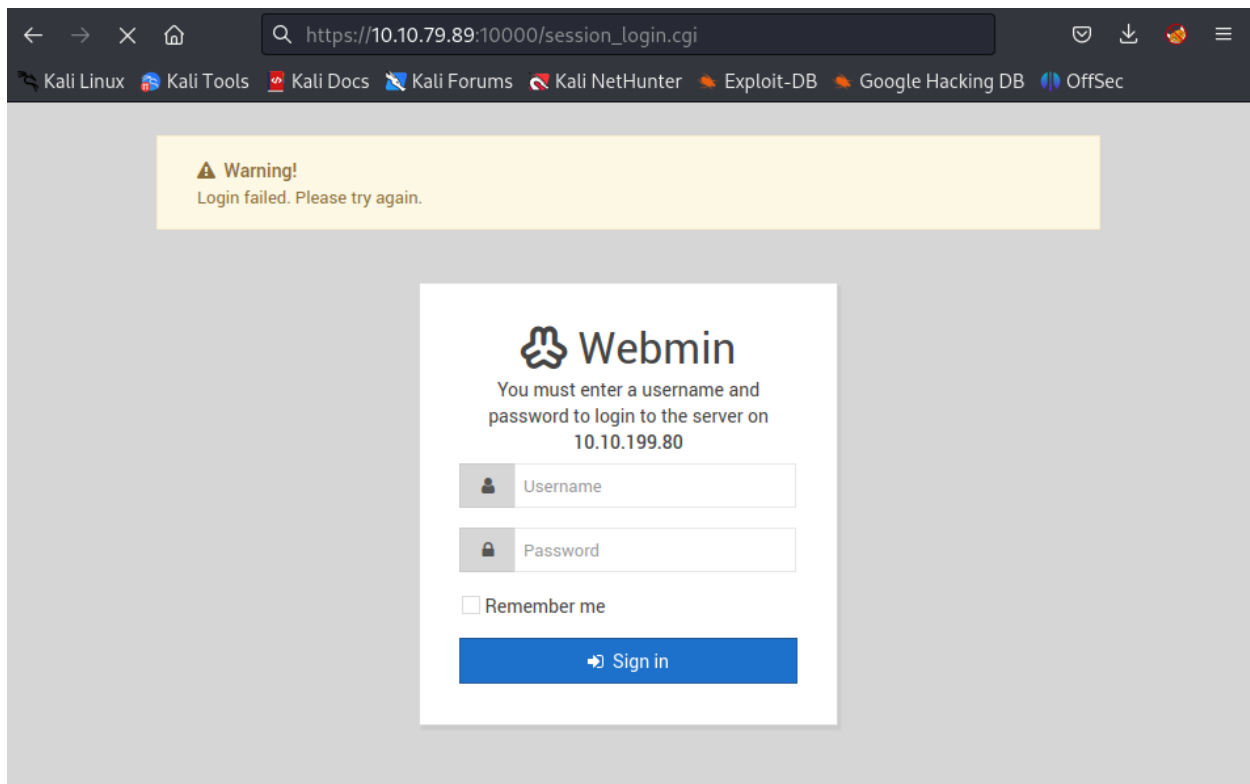 https://10.10.79.89:10000/session_login.cgi
Kali Linux Kali Tools Kali Docs Kali Forums Kali NetHunter Exploit-DB Google Hacking DB OffSec
Warning!
Login failed. Please try again.
Webmin
You must enter a username and
password to login to the server on
10.10.199.80
Username
Password
Remember me
Sign in